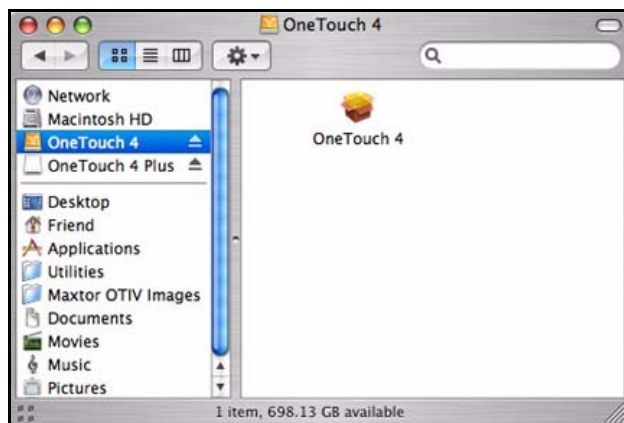 OneTouch 4
Network
Macintosh HD
OneTouch 4
OneTouch 4 Plus
Desktop
Friend
Applications
Utilities
Maxtor OTIV Images
Documents
Movies
Music
Pictures
OneTouch 4
1 item, 698.13 GB available